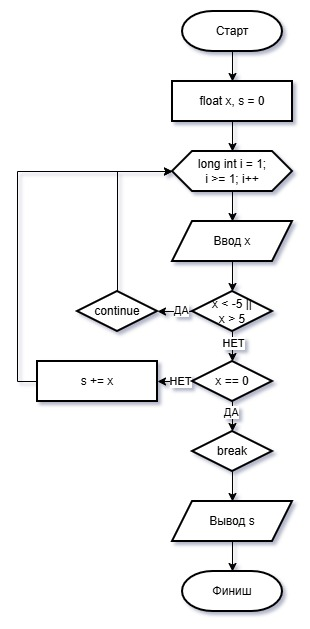 Старт
float x, s = 0
long int i = 1;
i >= 1; i++
Ввод x
x < -5 ||
x > 5
ДА
continue
НЕТ
x == 0
НЕТ
s += x
ДА
break
Вывод s
Финиш